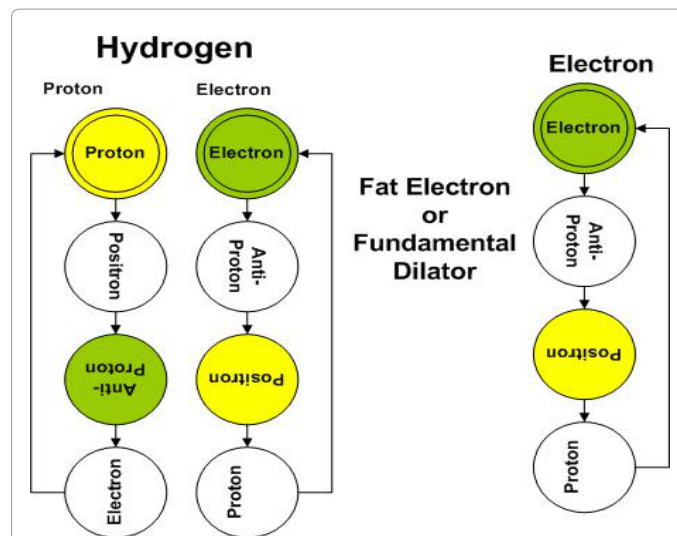 Hydrogen
Proton
Electron
Proton
Positron
Anti-
Proton
Electron
Electron
Anti-
Proton
Positron
Proton
Fat Electron
or
Fundamental
Dilator
Electron
Electron
Anti-
Proton
Positron
Proton